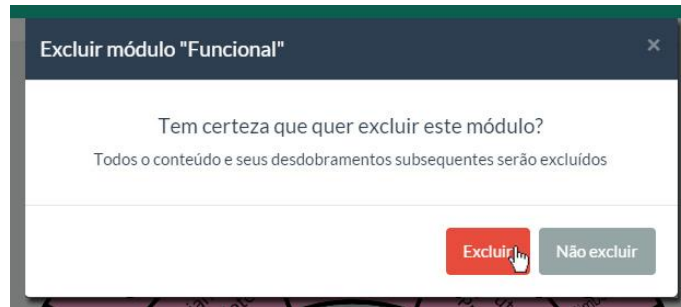 Excluir módulo "Funcional"
×
Tem certeza que quer excluir este módulo?
Todos o conteúdo e seus desdobramentos subsequentes serão excluídos
Excluir
Não excluir